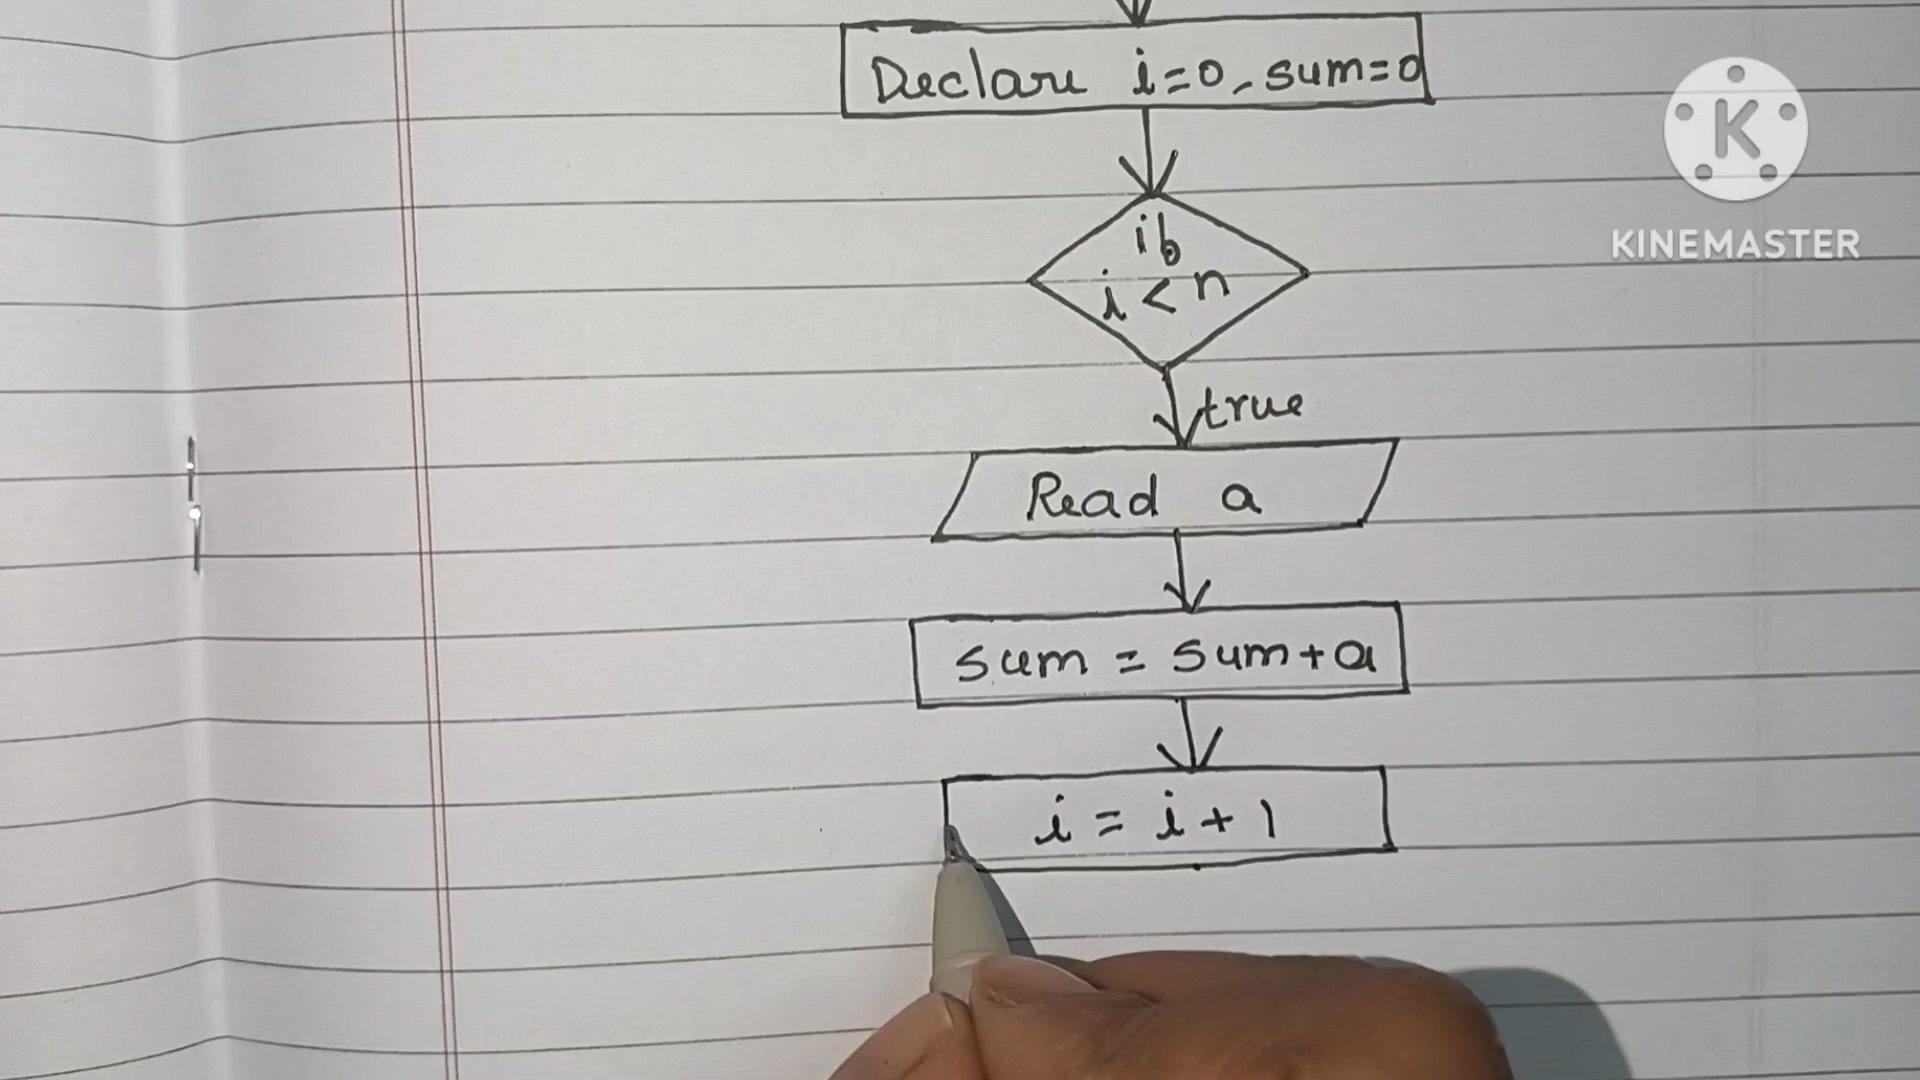 Declare i=0, sum=0
if
i < n
true
Read a
sum = sum+a
i = i + 1
K
KINEMASTER